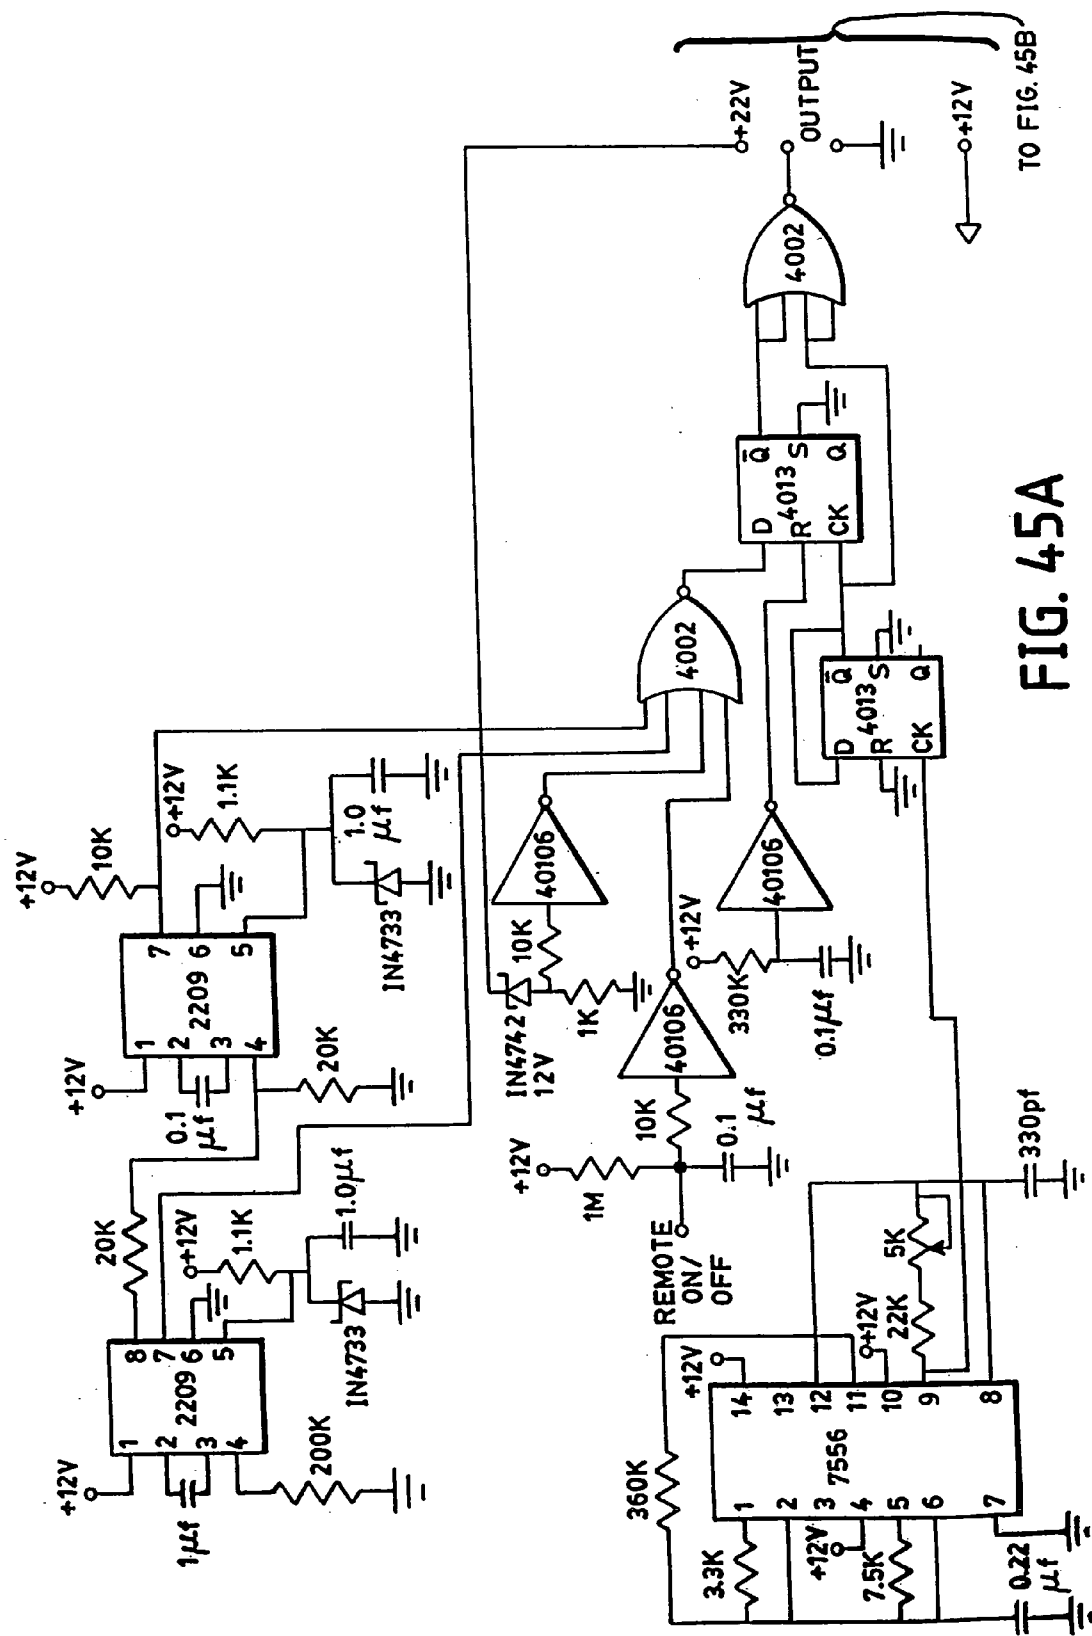 +12V
10K
+12V
1.1K
1.0
μf
IN4733
7
6
5
2209
1
2
3
4
+12V
0.1
μf
20K
20K
+12V
1.1K
1.0μf
IN4733
8
7
6
5
2209
1
2
3
4
+12V
1μf
200K
+22V
OUTPUT
+12V
TO FIG. 45B
4002
4002
Q̅
S
Q
4013
D
R
CK
Q̅
S
Q
4013
D
R
CK
40106
10K
IN4742
12V
1K
40106
+12V
330K
0.1μf
40106
10K
0.1
μf
+12V
1M
REMOTE
ON/
OFF
330pf
5K
22K
+12V
+12V
14
13
12
11
10
9
8
7556
1
2
3
4
5
6
7
360K
3.3K
+12V
7.5K
0.22
μf
FIG. 45A